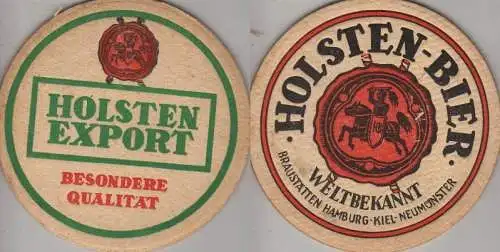 HOLSTEN
EXPORT
BESONDERE
QUALITÄT
· HOLSTEN-BIER ·
WELTBEKANNT
BRAUSTÄTTEN HAMBURG-KIEL-NEUMÜNSTER